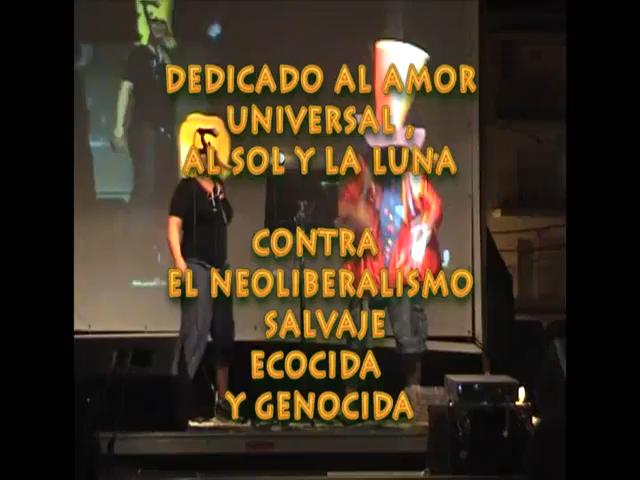 DEDICADO AL AMOR
UNIVERSAL ,
AL SOL Y LA LUNA
CONTRA
EL NEOLIBERALISMO
SALVAJE
ECOCIDA
Y GENOCIDA